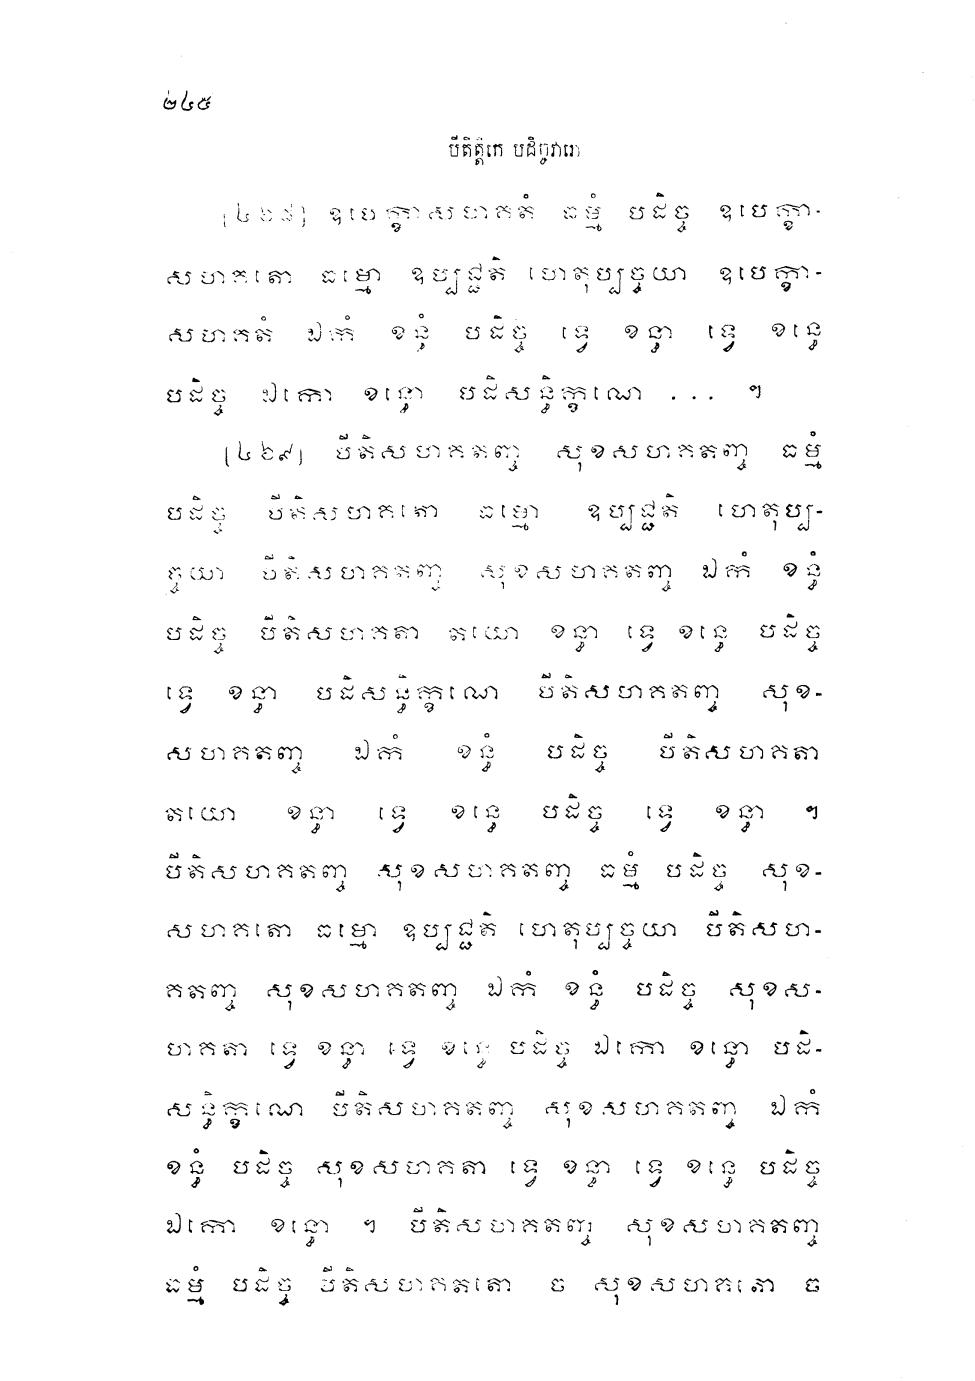 ២៤៥
បីតិត្តិកេ បដិច្ចវារោ
[៤៦៨] ឧបេក្ខាសហគតំ ធម្មំ បដិច្ច ឧបេក្ខា-
សហគតោ ធម្មោ ឧប្បជ្ជតិ ហេតុប្បច្ចយា ឧបេក្ខា-
សហគតំ ឯកំ ខន្ធំ បដិច្ច ទ្វេ ខន្ធា ទ្វេ ខន្ធេ
បដិច្ច ឯកោ ខន្ធោ បដិសន្ធិក្ខណេ ... ។
[៤៦៩] បីតិសហគតញ្ច សុខសហគតញ្ច ធម្មំ
បដិច្ច បីតិសហគតោ ធម្មោ ឧប្បជ្ជតិ ហេតុប្ប-
ច្ចយា បីតិសហគតញ្ច សុខសហគតញ្ច ឯកំ ខន្ធំ
បដិច្ច បីតិសហគតា តយោ ខន្ធា ទ្វេ ខន្ធេ បដិច្ច
ទ្វេ ខន្ធា បដិសន្ធិក្ខណេ បីតិសហគតញ្ច សុខ-
សហគតញ្ច ឯកំ ខន្ធំ បដិច្ច បីតិសហគតា
តយោ ខន្ធា ទ្វេ ខន្ធេ បដិច្ច ទ្វេ ខន្ធា ។
បីតិសហគតញ្ច សុខសហគតញ្ច ធម្មំ បដិច្ច សុខ-
សហគតោ ធម្មោ ឧប្បជ្ជតិ ហេតុប្បច្ចយា បីតិសហ-
គតញ្ច សុខសហគតញ្ច ឯកំ ខន្ធំ បដិច្ច សុខស-
ហគតា ទ្វេ ខន្ធា ទ្វេ ខន្ធេ បដិច្ច ឯកោ ខន្ធោ បដិ-
សន្ធិក្ខណេ បីតិសហគតញ្ច សុខសហគតញ្ច ឯកំ
ខន្ធំ បដិច្ច សុខសហគតា ទ្វេ ខន្ធា ទ្វេ ខន្ធេ បដិច្ច
ឯកោ ខន្ធោ ។ បីតិសហគតញ្ច សុខសហគតញ្ច
ធម្មំ បដិច្ច បីតិសហគតតោ ច សុខសហគតោ ច